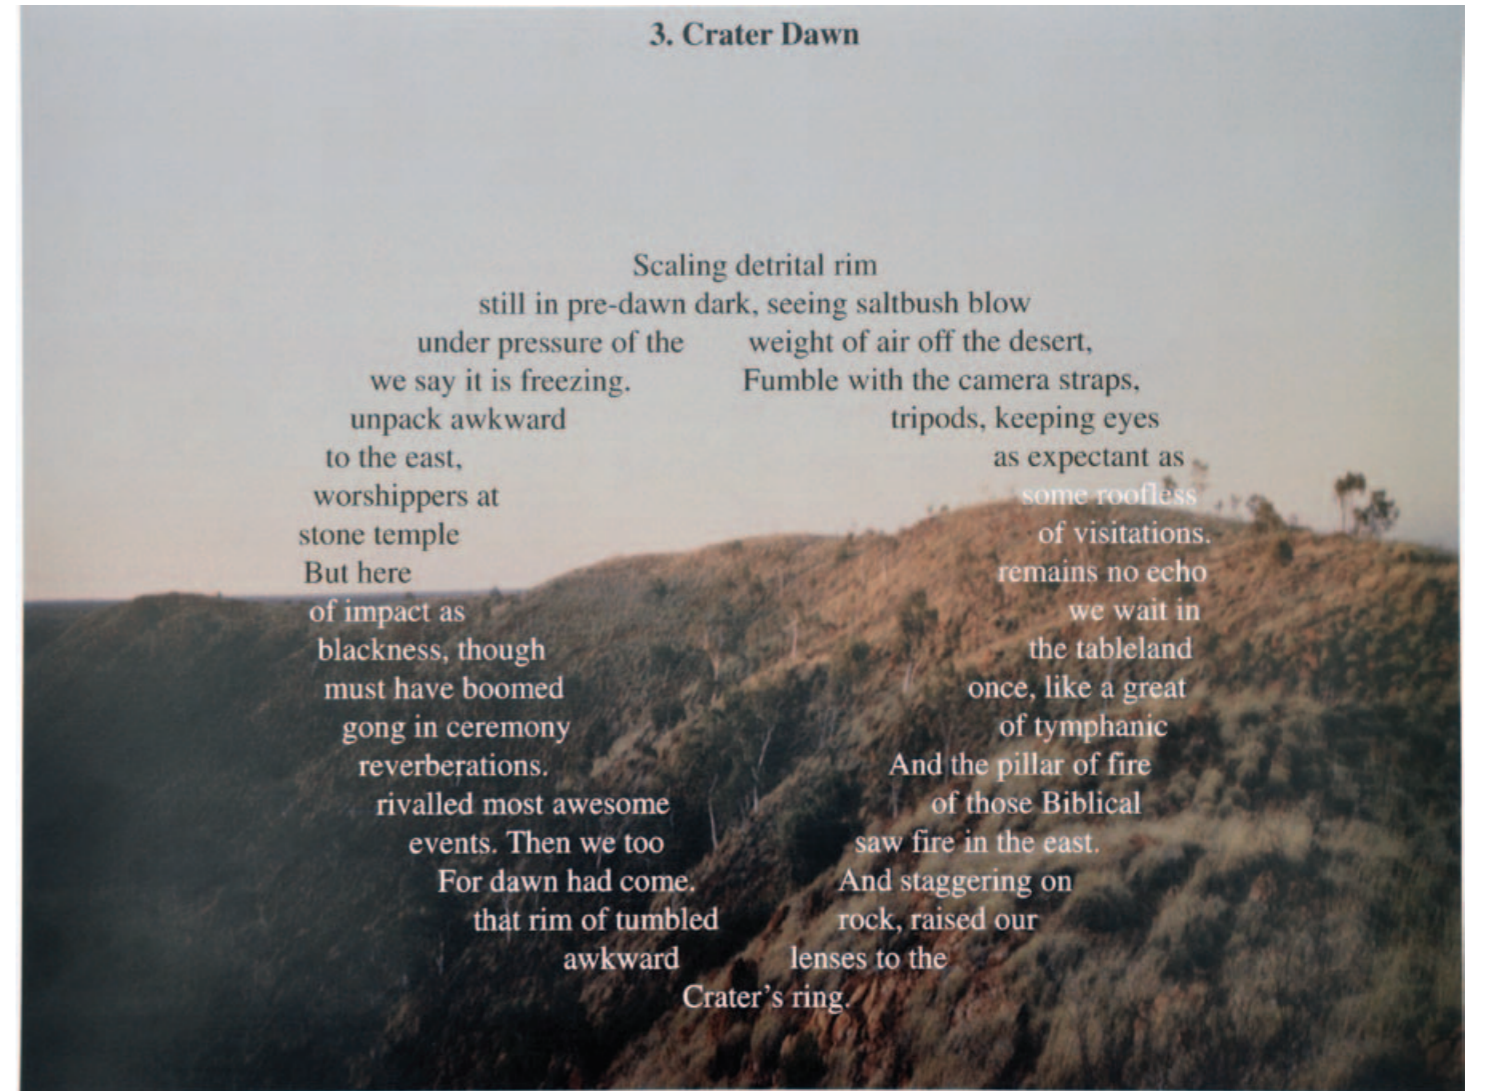 3. Crater Dawn
Scaling detrital rim
still in pre-dawn dark, seeing saltbush blow
under pressure of the weight of air off the desert,
we say it is freezing. Fumble with the camera straps,
unpack awkward tripods, keeping eyes
to the east, as expectant as
worshippers at some roofless
stone temple of visitations.
But here remains no echo
of impact as we wait in
blackness, though the tableland
must have boomed once, like a great
gong in ceremony of tymphanic
reverberations. And the pillar of fire
rivalled most awesome of those Biblical
events. Then we too saw fire in the east.
For dawn had come. And staggering on
that rim of tumbled rock, raised our
awkward lenses to the
Crater's ring.